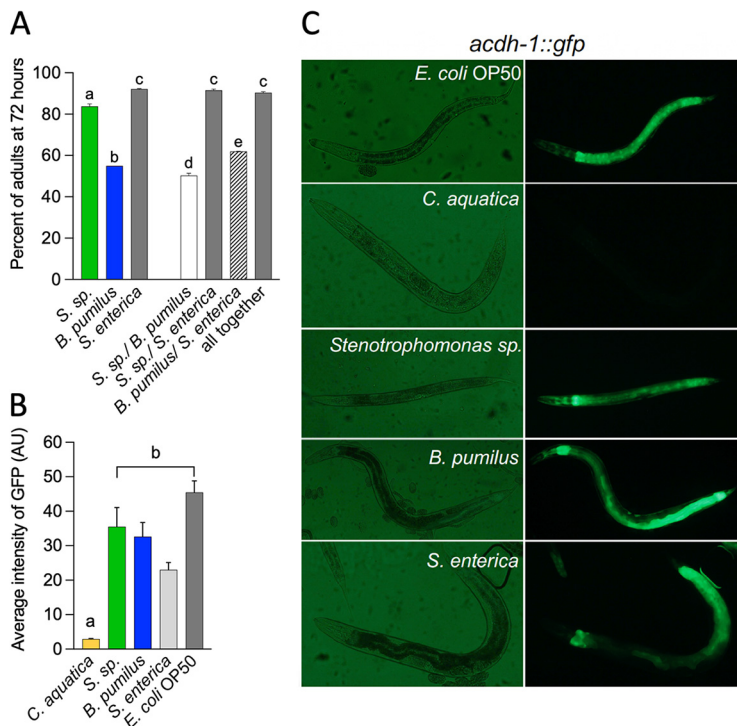 A
Percent of adults at 72 hours
100
80
60
40
20
0
a
b
c
d
c
e
c
S. sp.
B. pumilus
S. enterica
S. sp./ B. pumilus
S. sp./ S. enterica
B. pumilus/ S. enterica
all together
B
Average intensity of GFP (AU)
60
50
40
30
20
10
0
a
b
C. aquatica
S. sp.
B. pumilus
S. enterica
E. coli OP50
C
acdh-1::gfp
E. coli OP50
C. aquatica
Stenotrophomonas sp.
B. pumilus
S. enterica